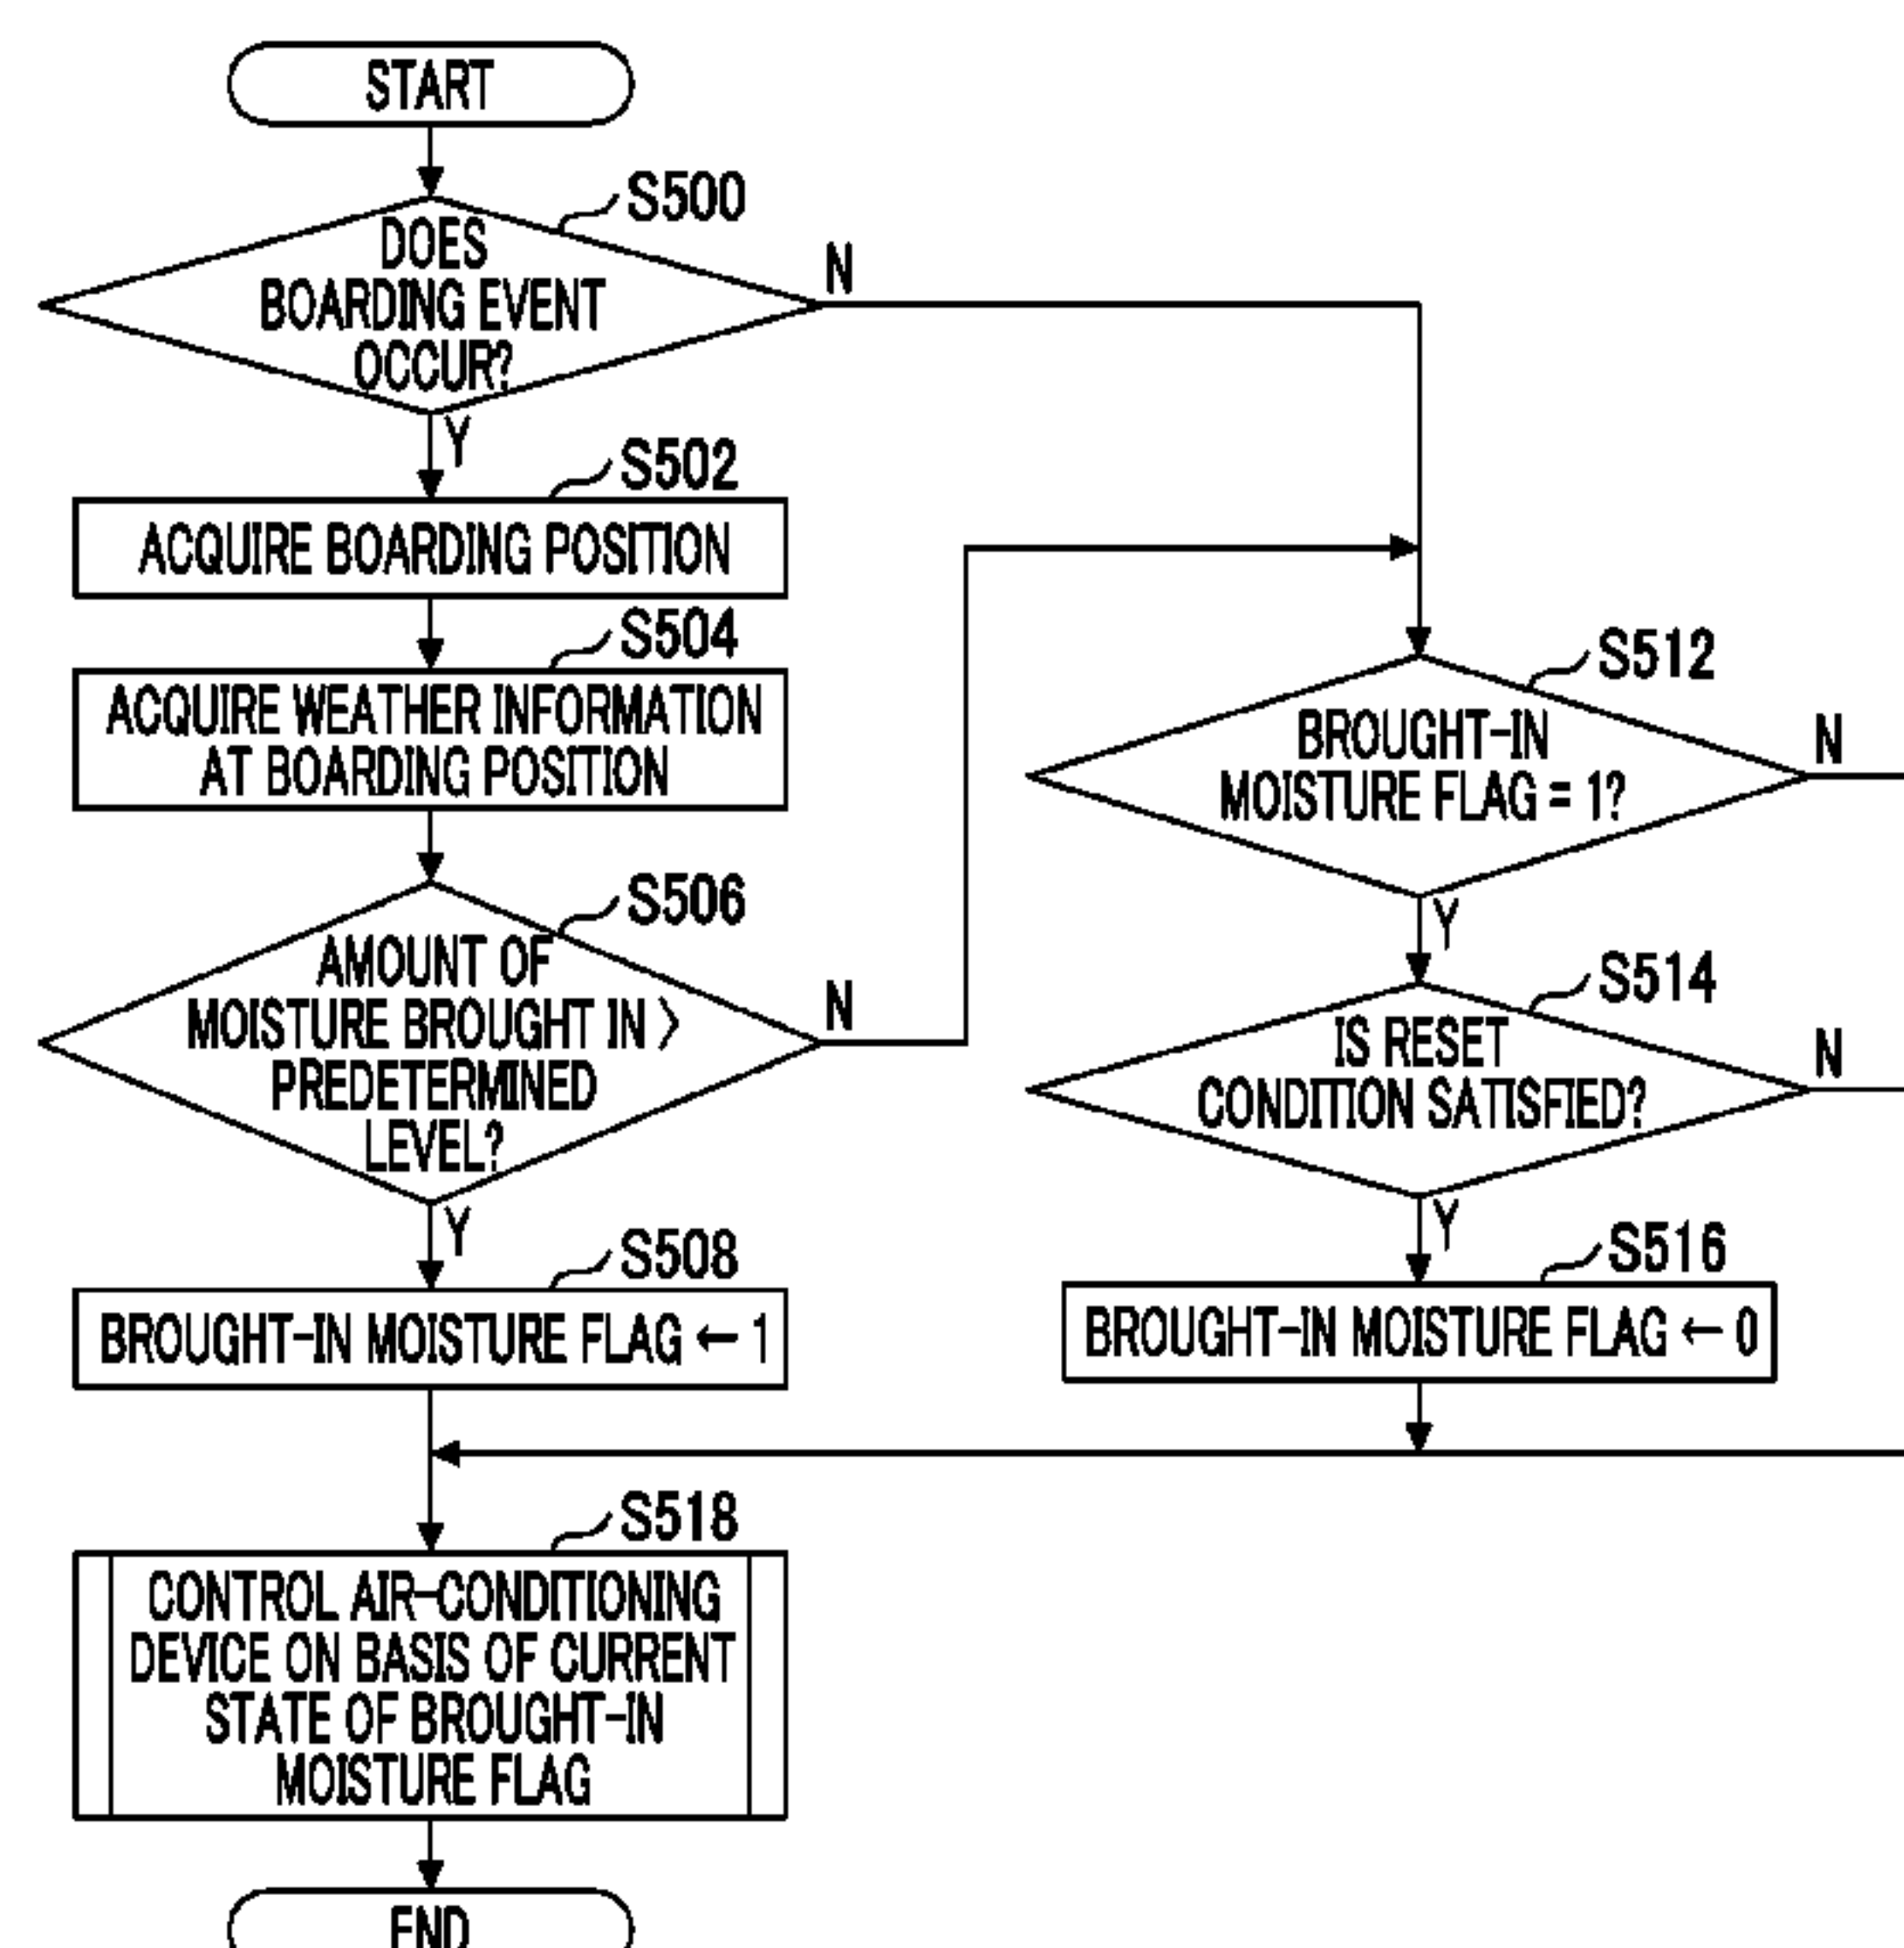 START
S500
DOES
BOARDING EVENT
OCCUR?
N
Y
S502
ACQUIRE BOARDING POSITION
S504
ACQUIRE WEATHER INFORMATION
AT BOARDING POSITION
S506
AMOUNT OF
MOISTURE BROUGHT IN >
PREDETERMINED
LEVEL?
N
Y
S508
BROUGHT-IN MOISTURE FLAG ← 1
S512
BROUGHT-IN
MOISTURE FLAG = 1?
N
Y
S514
IS RESET
CONDITION SATISFIED?
N
Y
S516
BROUGHT-IN MOISTURE FLAG ← 0
S518
CONTROL AIR-CONDITIONING
DEVICE ON BASIS OF CURRENT
STATE OF BROUGHT-IN
MOISTURE FLAG
END